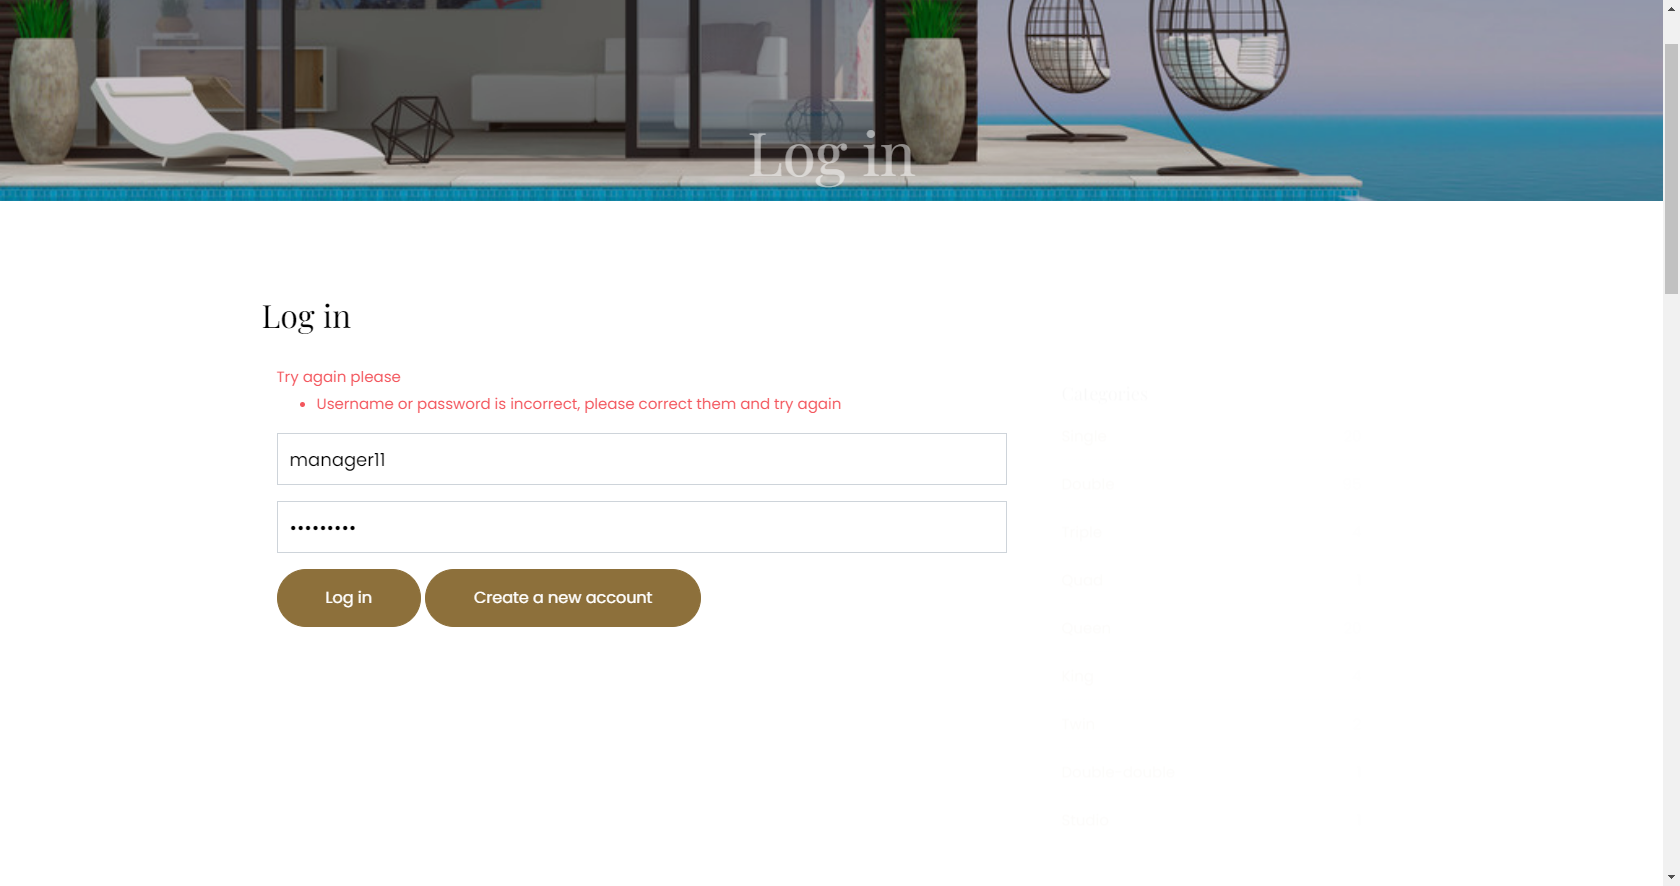 Log in
Log in
Try again please
• Username or password is incorrect, please correct them and try again
manager11
•••••••••
Log in Create a new account
Categories
Single
Double
Triple
Quad
Queen
King
Twin
Double-double
Studio